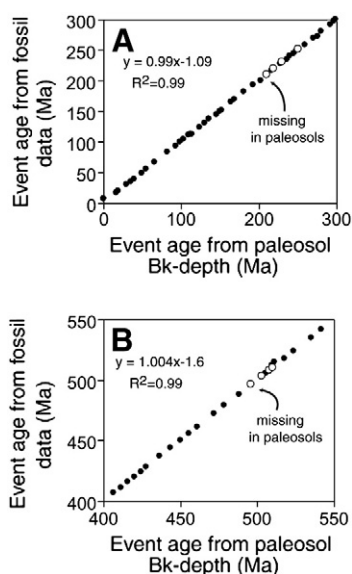 A
y = 0.99x-1.09
R²=0.99
missing
in paleosols
Event age from fossil
data (Ma)
300
250
200
150
100
50
0
0
100
200
300
Event age from paleosol
Bk-depth (Ma)
B
y = 1.004x-1.6
R²=0.99
missing
in paleosols
Event age from fossil
data (Ma)
550
500
450
400
400
450
500
550
Event age from paleosol
Bk-depth (Ma)